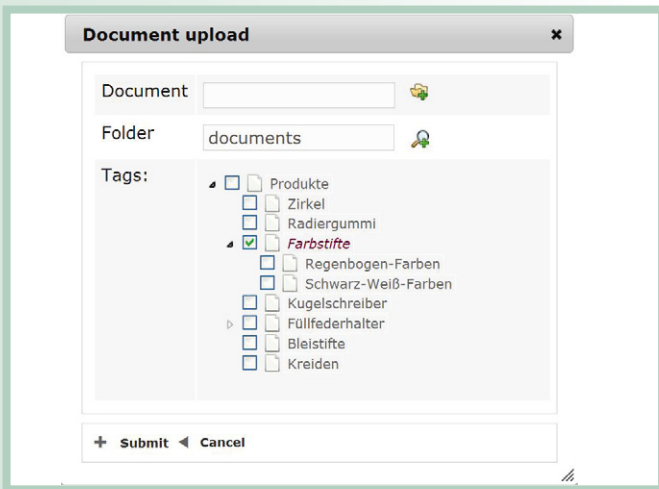 Document upload
Document
Folder documents
Tags:
Produkte
Zirkel
Radiergummi
Farbstifte
Regenbogen-Farben
Schwarz-Weiß-Farben
Kugelschreiber
Füllfederhalter
Bleistifte
Kreiden
Submit Cancel